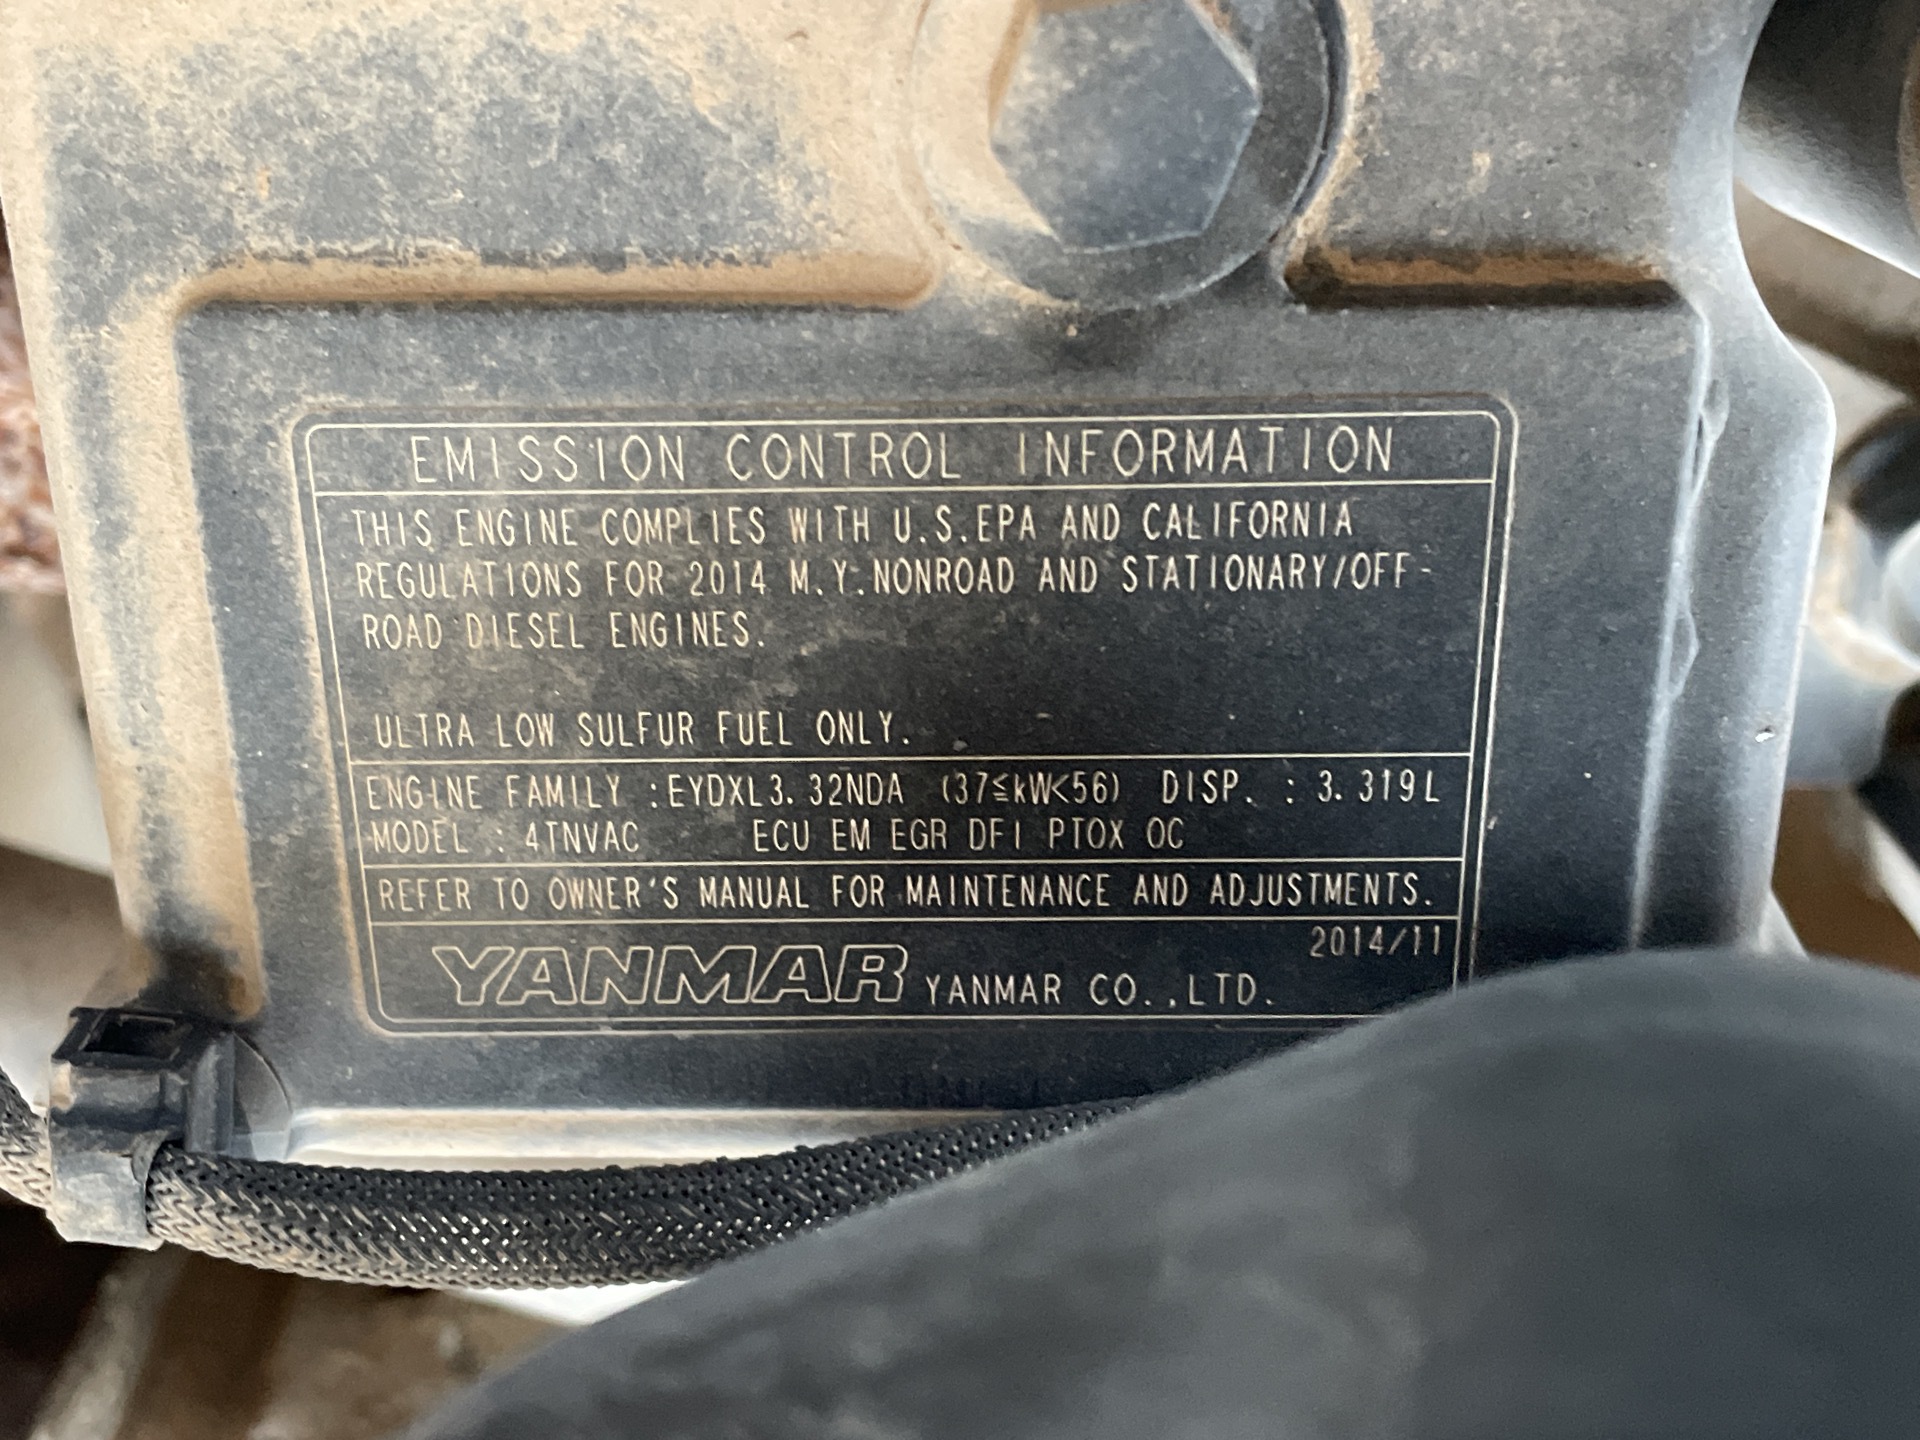 EMISSION CONTROL INFORMATION
THIS ENGINE COMPLIES WITH U.S.EPA AND CALIFORNIA
REGULATIONS FOR 2014 M.Y.NONROAD AND STATIONARY/OFF-
ROAD DIESEL ENGINES.
ULTRA LOW SULFUR FUEL ONLY.
ENGINE FAMILY :EYDXL3.32NDA (37≦kW<56) DISP. : 3.319L
MODEL : 4TNVAC ECU EM EGR DFI PTOX OC
REFER TO OWNER'S MANUAL FOR MAINTENANCE AND ADJUSTMENTS.
2014/11
YANMAR YANMAR CO.,LTD.